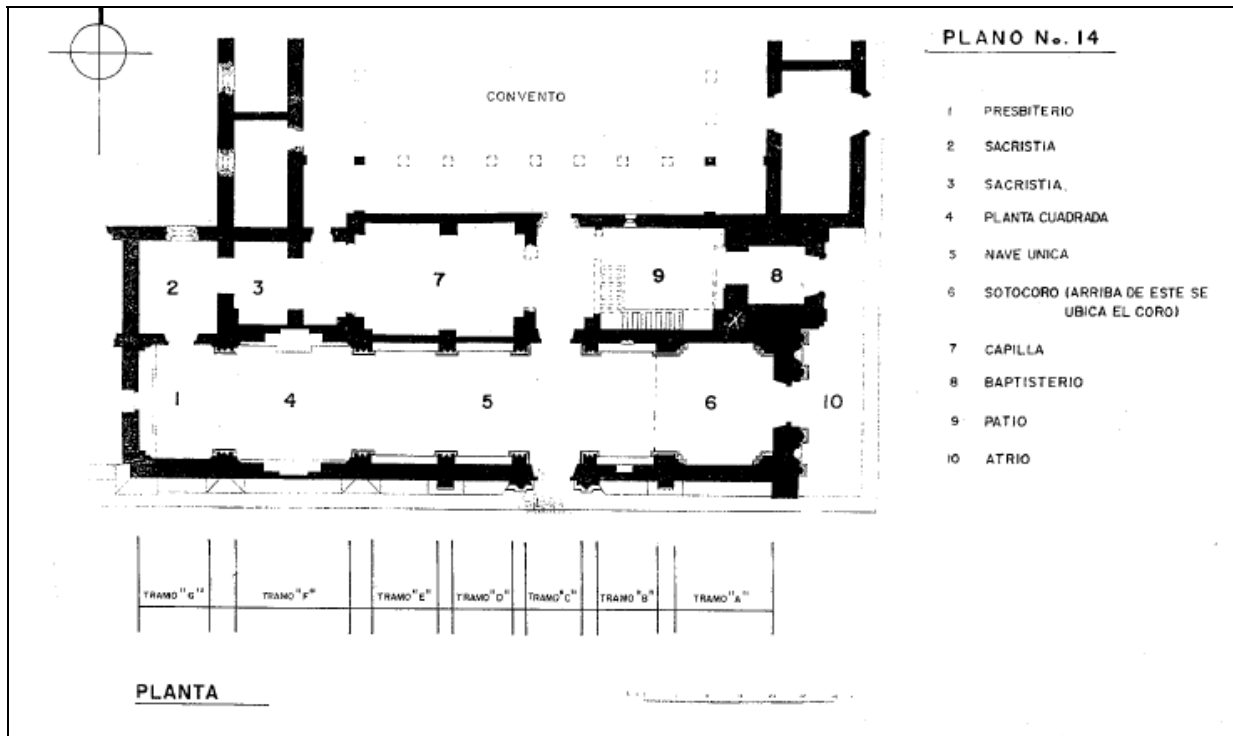 PLANO No. 14
CONVENTO
1 PRESBITERIO
2 SACRISTIA
3 SACRISTIA.
4 PLANTA CUADRADA
5 NAVE UNICA
6 SOTOCORO (ARRIBA DE ESTE SE
UBICA EL CORO)
7 CAPILLA
8 BAPTISTERIO
9 PATIO
10 ATRIO
2 3 7 9 8
1 4 5 6 10
TRAMO "G" TRAMO "F" TRAMO "E" TRAMO "D" TRAMO "C" TRAMO "B" TRAMO "A"
PLANTA